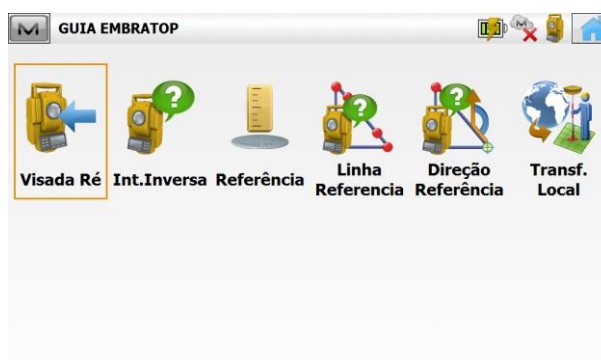 GUIA EMBRATOP
Visada Ré
Int.Inversa
Referência
Linha
Referencia
Direção
Referência
Transf.
Local